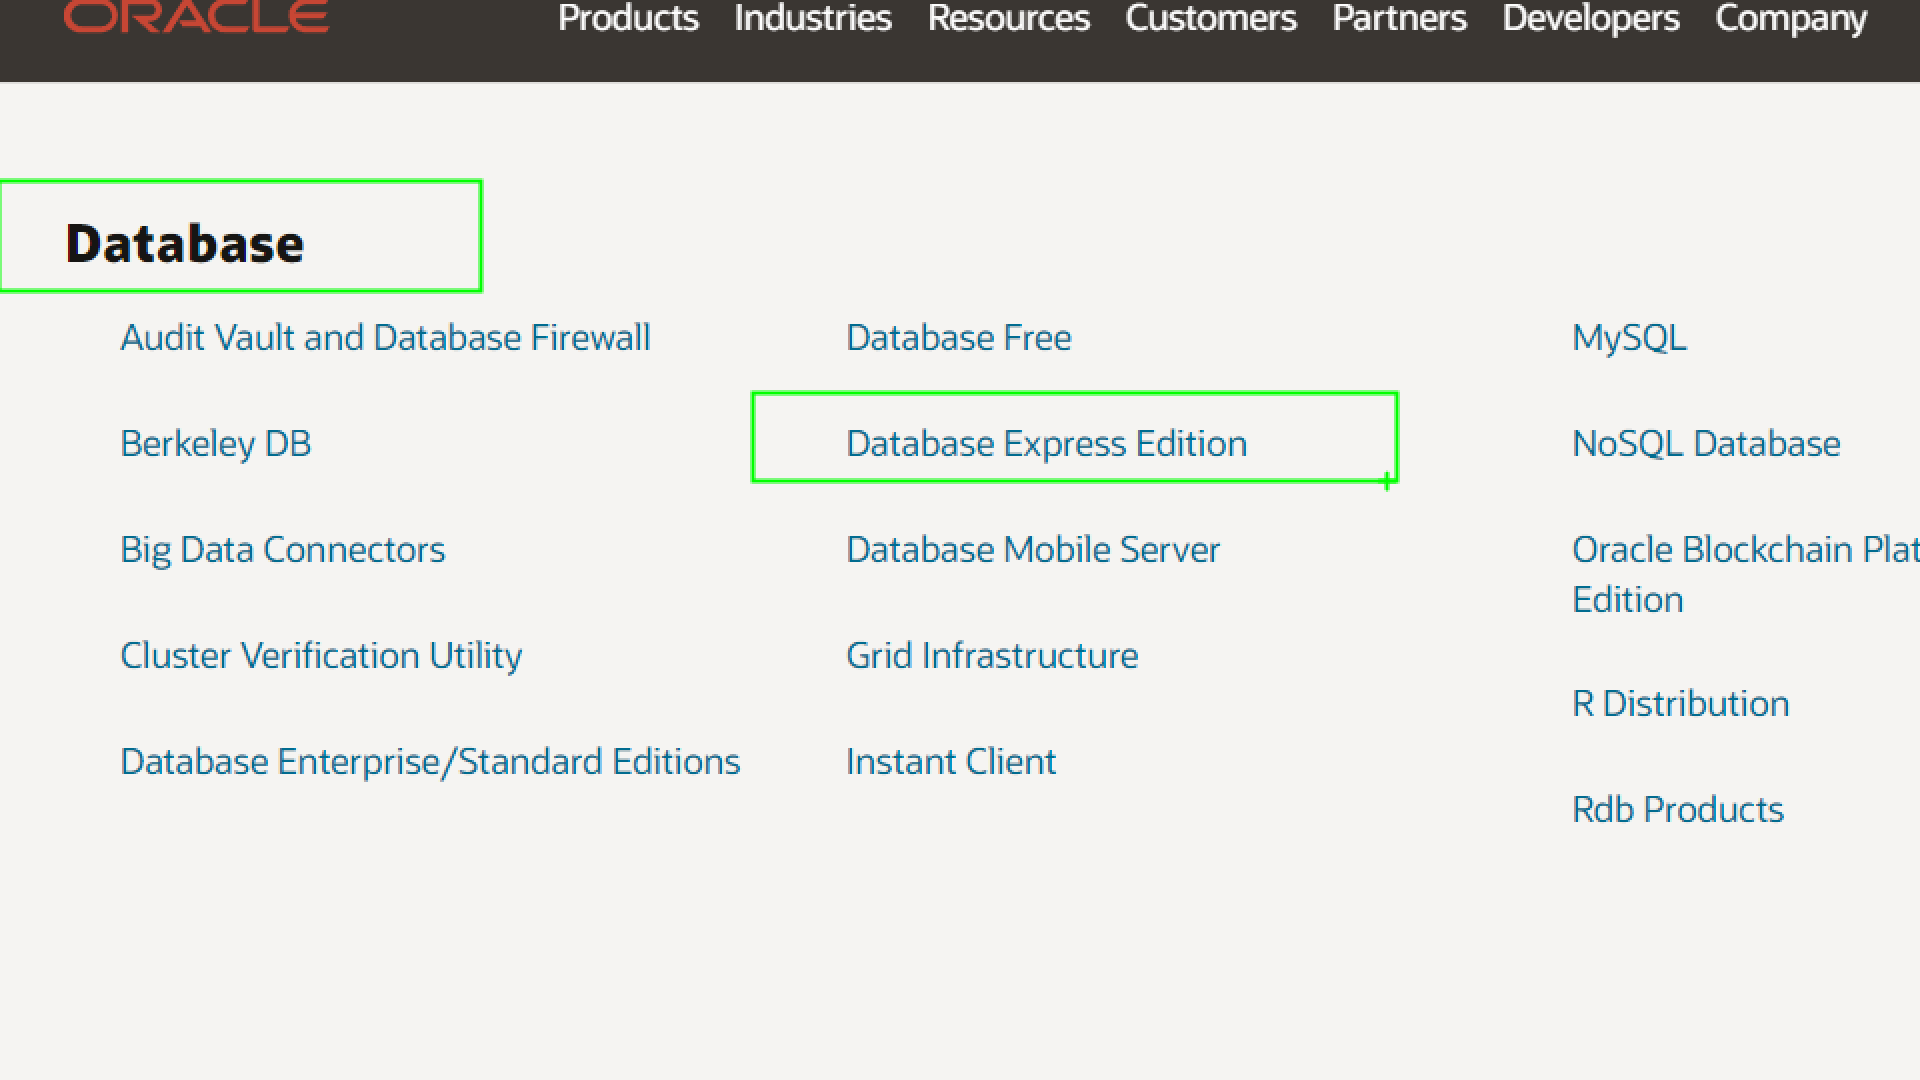 ORACLE
Products Industries Resources Customers Partners Developers Company
Database
Audit Vault and Database Firewall
Berkeley DB
Big Data Connectors
Cluster Verification Utility
Database Enterprise/Standard Editions
Database Free
Database Express Edition
Database Mobile Server
Grid Infrastructure
Instant Client
MySQL
NoSQL Database
Oracle Blockchain Plat
Edition
R Distribution
Rdb Products